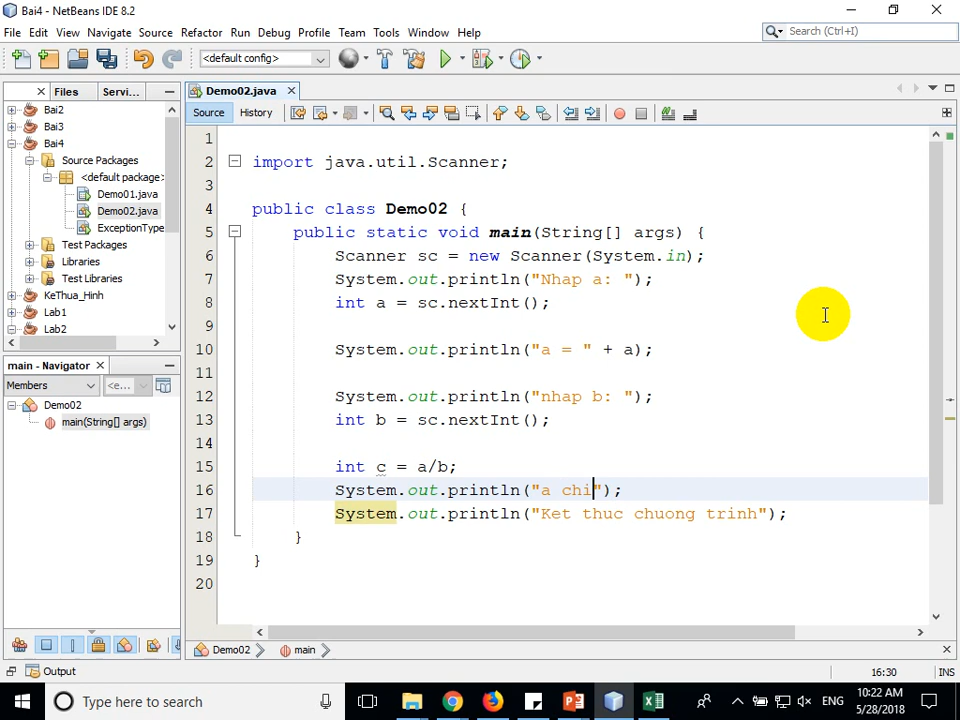 Bai4 - NetBeans IDE 8.2
File Edit View Navigate Source Refactor Run Debug Profile Team Tools Window Help
Search (Ctrl+I)
<default config>
Files Servi...
Demo02.java
Source History
Bai2
Bai3
Bai4
Source Packages
<default package>
Demo01.java
Demo02.java
ExceptionType
Test Packages
Libraries
Test Libraries
KeThua_Hinh
Lab1
Lab2
main - Navigator
Members <e...
Demo02
main(String[] args)
1
2 import java.util.Scanner;
3
4 public class Demo02 {
5 public static void main(String[] args) {
6 Scanner sc = new Scanner(System.in);
7 System.out.println("Nhap a: ");
8 int a = sc.nextInt();
9
10 System.out.println("a = " + a);
11
12 System.out.println("nhap b: ");
13 int b = sc.nextInt();
14
15 int c = a/b;
16 System.out.println("a chi");
17 System.out.println("Ket thuc chuong trinh");
18 }
19 }
20
Demo02 main
Output
16:30 INS
Type here to search
ENG
10:22 AM
5/28/2018